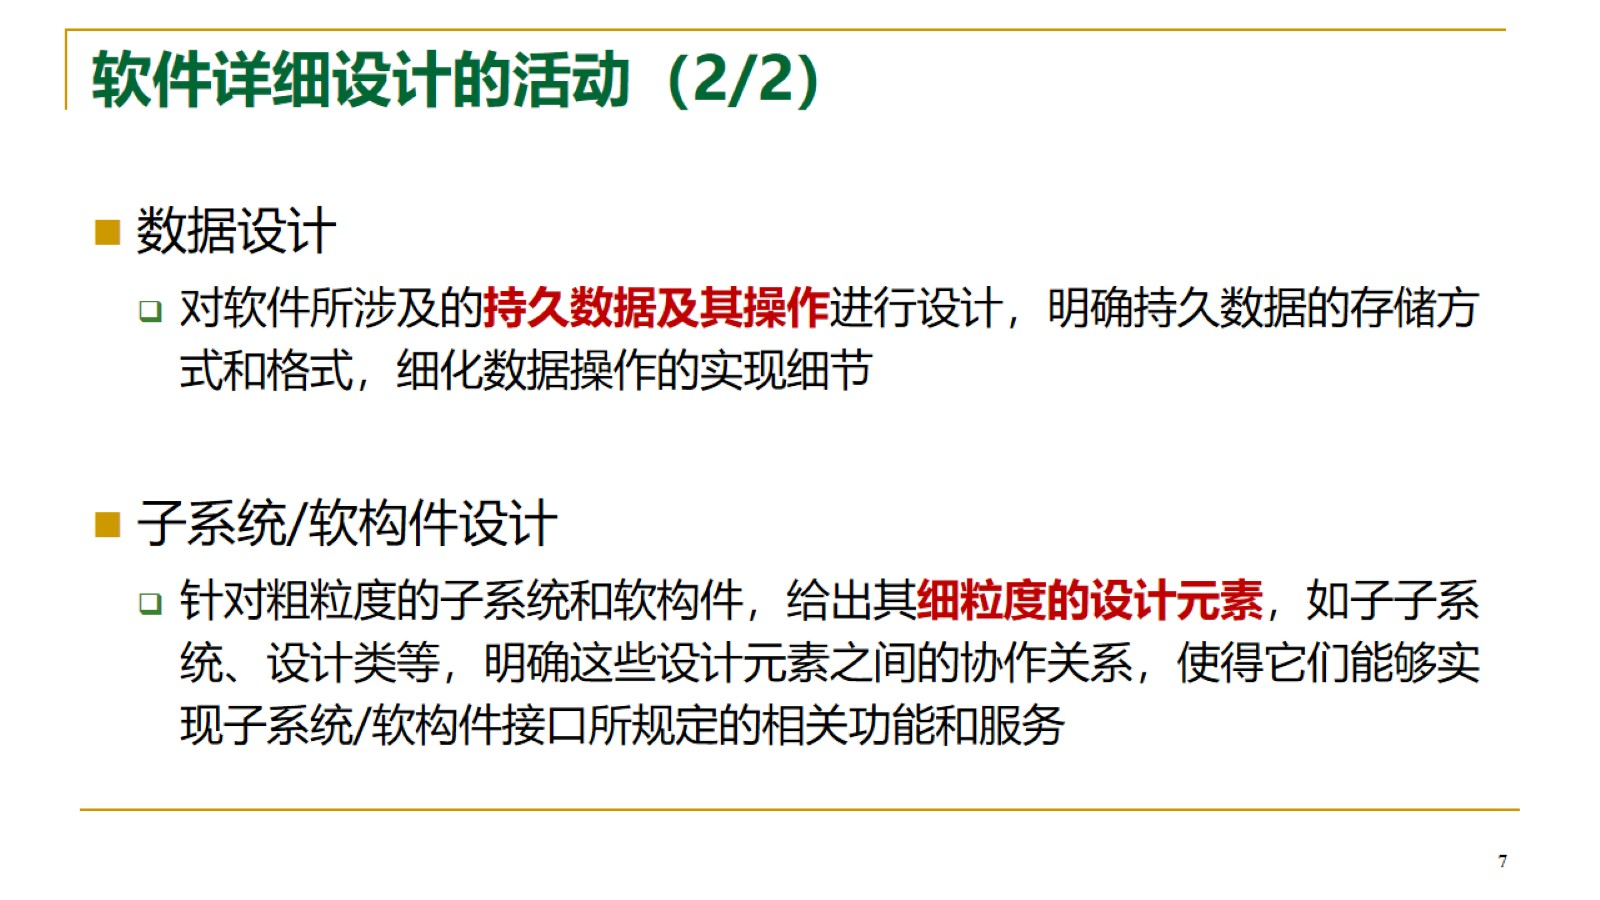 软件详细设计的活动（2/2）
数据设计
对软件所涉及的持久数据及其操作进行设计，明确持久数据的存储方
式和格式，细化数据操作的实现细节
子系统/软构件设计
针对粗粒度的子系统和软构件，给出其细粒度的设计元素，如子子系
统、设计类等，明确这些设计元素之间的协作关系，使得它们能够实
现子系统/软构件接口所规定的相关功能和服务
7